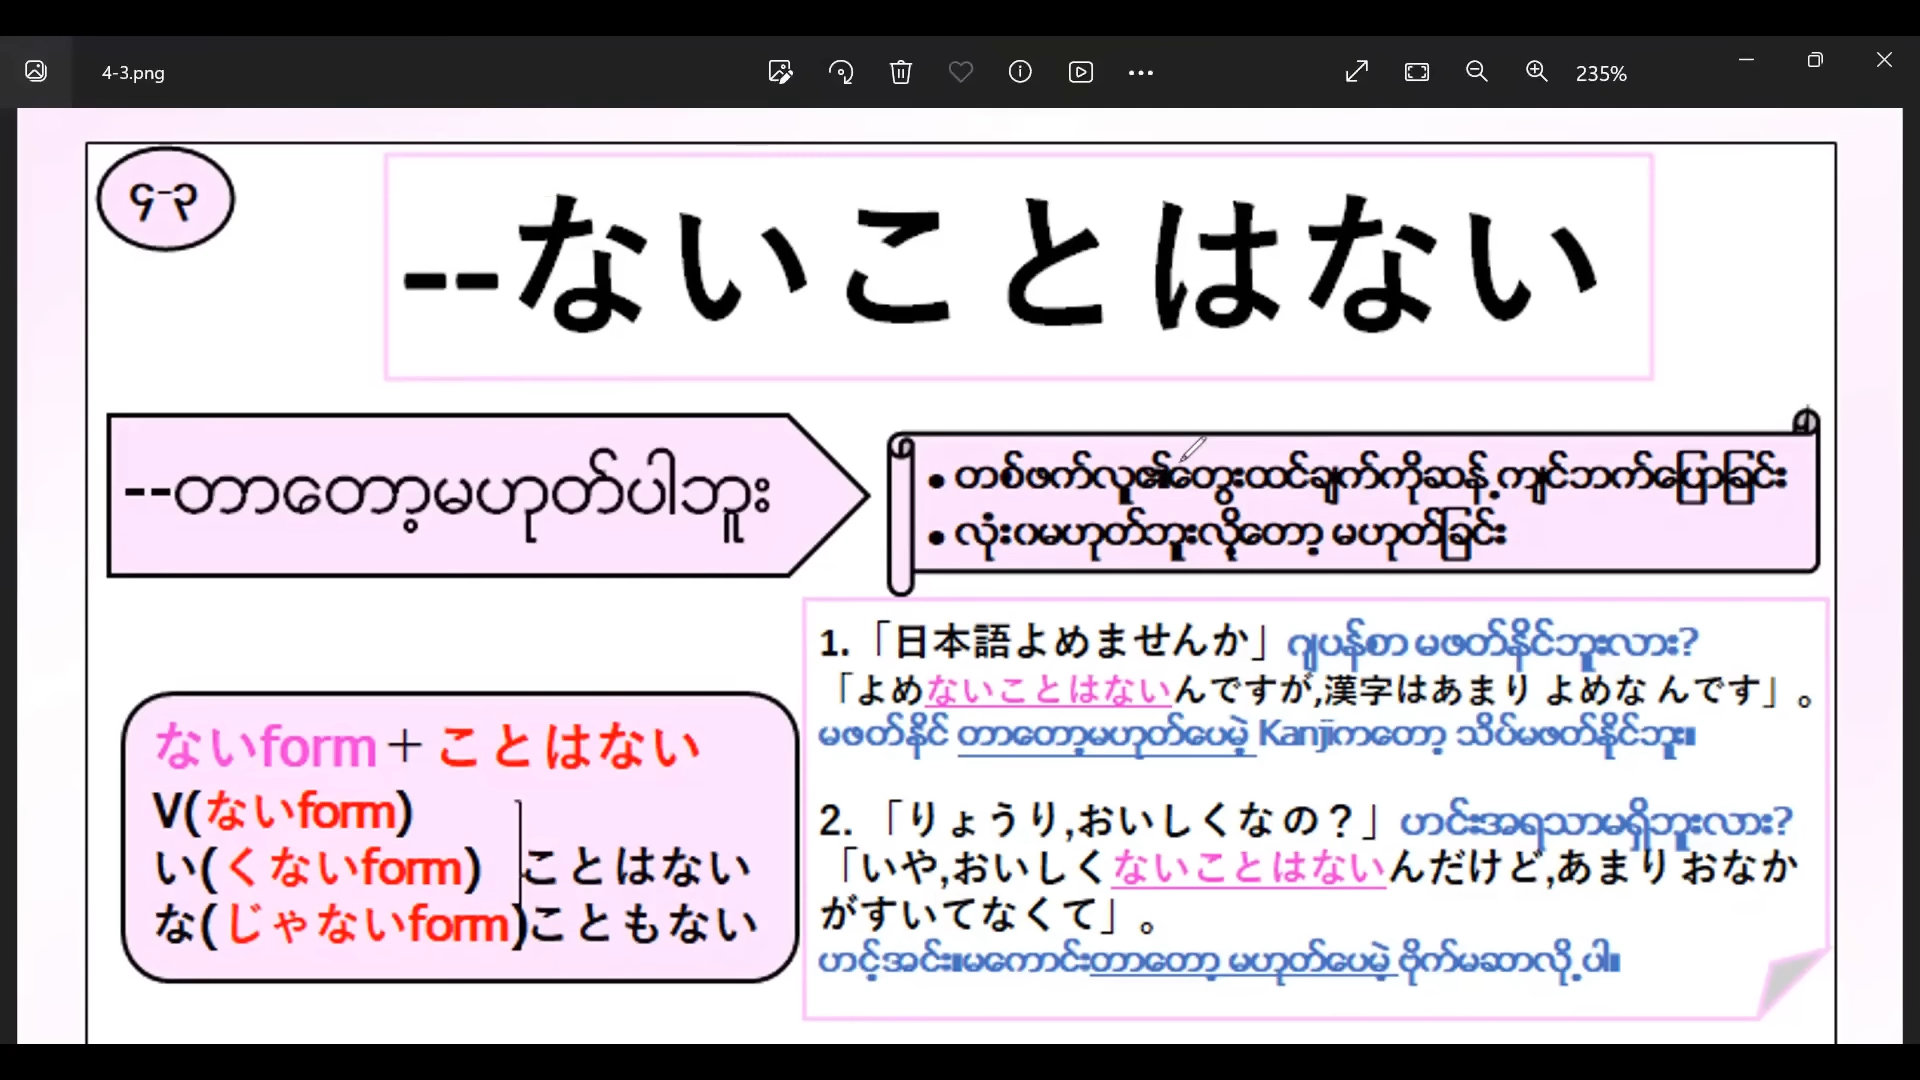 4-3.png
235%
၄-၃
--ないことはない
--တာတော့မဟုတ်ပါဘူး
• တစ်ဖက်လူ၏တွေးထင်ချက်ကိုဆန့်ကျင်ဘက်ပြောခြင်း
• လုံးဝမဟုတ်ဘူးလို့တော့ မဟုတ်ခြင်း
ないform+ことはない
V(ないform)
い(くないform) ことはない
な(じゃないform)こともない
1.「日本語よめませんか」ဂျပန်စာ မဖတ်နိုင်ဘူးလား?
「よめないことはないんですが,漢字はあまり よめな んです」。
မဖတ်နိုင် တာတော့မဟုတ်ပေမဲ့ Kanjiကတော့ သိပ်မဖတ်နိုင်ဘူး။
2. 「りょうり,おいしくな の？」ဟင်းအရသာမရှိဘူးလား?
「いや,おいしくないことはないんだけど,あまり おなか
がすいてなくて」。
ဟင့်အင်း။မကောင်းတာတော့ မဟုတ်ပေမဲ့ ဗိုက်မဆာလို့ပါ။